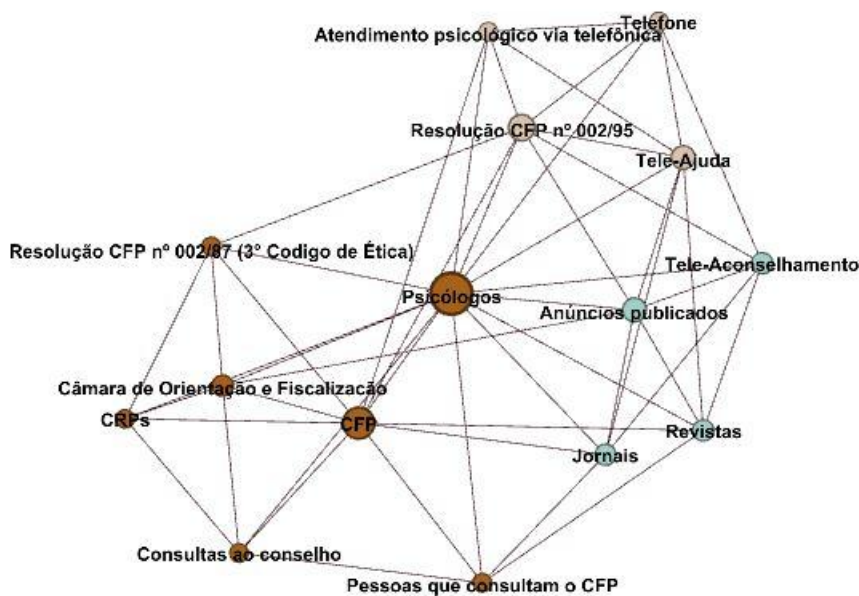 Telefone
Atendimento psicológico via telefônica
Resolução CFP nº 002/95
Tele-Ajuda
Resolução CFP nº 002/87 (3° Codigo de Ética)
Tele-Aconselhamento
Psicólogos
Anúncios publicados
Câmara de Orientação e Fiscalizacão
CRPs
CFP
Revistas
Jornais
Consultas ao conselho
Pessoas que consultam o CFP